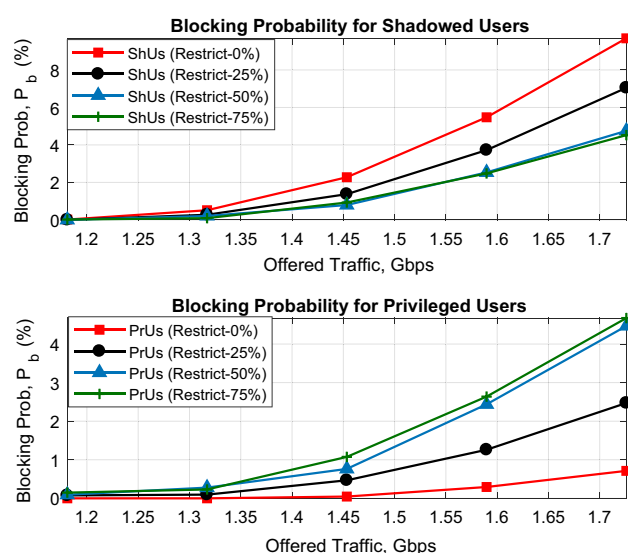 Blocking Probability for Shadowed Users
Blocking Prob, P_b (%)
8
6
4
2
0
ShUs (Restrict-0%)
ShUs (Restrict-25%)
ShUs (Restrict-50%)
ShUs (Restrict-75%)
1.2 1.25 1.3 1.35 1.4 1.45 1.5 1.55 1.6 1.65 1.7
Offered Traffic, Gbps
Blocking Probability for Privileged Users
Blocking Prob, P_b (%)
4
3
2
1
0
PrUs (Restrict-0%)
PrUs (Restrict-25%)
PrUs (Restrict-50%)
PrUs (Restrict-75%)
1.2 1.25 1.3 1.35 1.4 1.45 1.5 1.55 1.6 1.65 1.7
Offered Traffic, Gbps